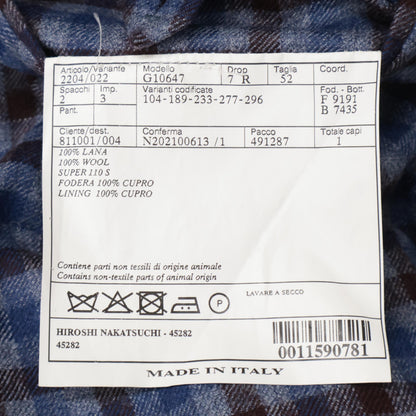 Articolo/Variante Modello Drop Taglia Coord.
2204/022 G10647 7 R 52
Spacchi Imp. Varianti codificate Fod. - Bott.
2 3 104-189-233-277-296 F 9191
Pant. B 7435
Cliente/dest. Conferma Pacco Totale capi
811001/004 N202100613 /1 491287 1
100% LANA
100% WOOL
SUPER 110 S
FODERA 100% CUPRO
LINING 100% CUPRO
Contiene parti non tessili di origine animale
Contains non-textile parts of animal origin
P LAVARE A SECCO
HIROSHI NAKATSUCHI - 45282
45282
0011590781
MADE IN ITALY